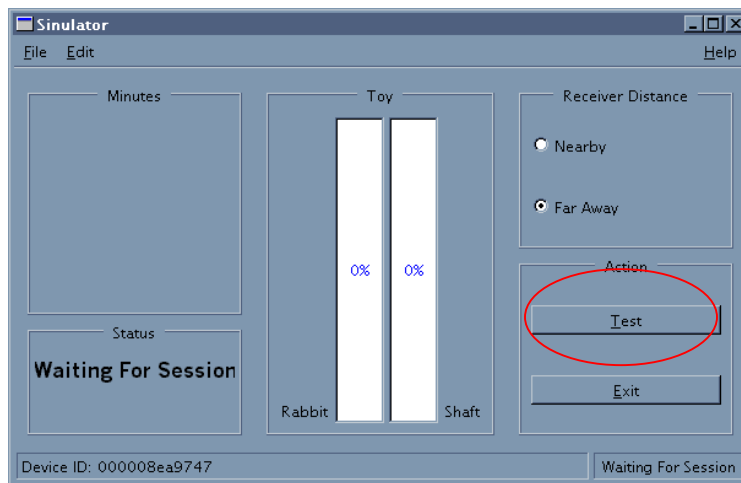 Sinulator
File Edit Help
Minutes
Status
Waiting For Session
Toy
0% 0%
Rabbit Shaft
Receiver Distance
Nearby
Far Away
Action
Test
Exit
Device ID: 000008ea9747 Waiting For Session